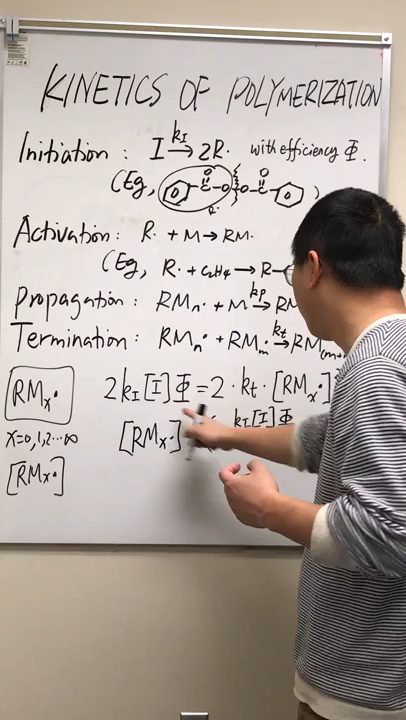 KINETICS OF POLYMERIZATION
Initiation: I →kI 2R· with efficiency Φ.
(Eg, C-O O-C )
O O
R·
Activation: R· + M → RM·
(Eg, R· + C₂H₄ → R-
Propagation: RMn· + M →kp RM
Termination: RMn· + RMm· →kt RM(m+
RMx· 2kI[I]Φ = 2·kt·[RMx·]
x=0,1,2...∞ [RMx·] kI[I]Φ
[RMx·]